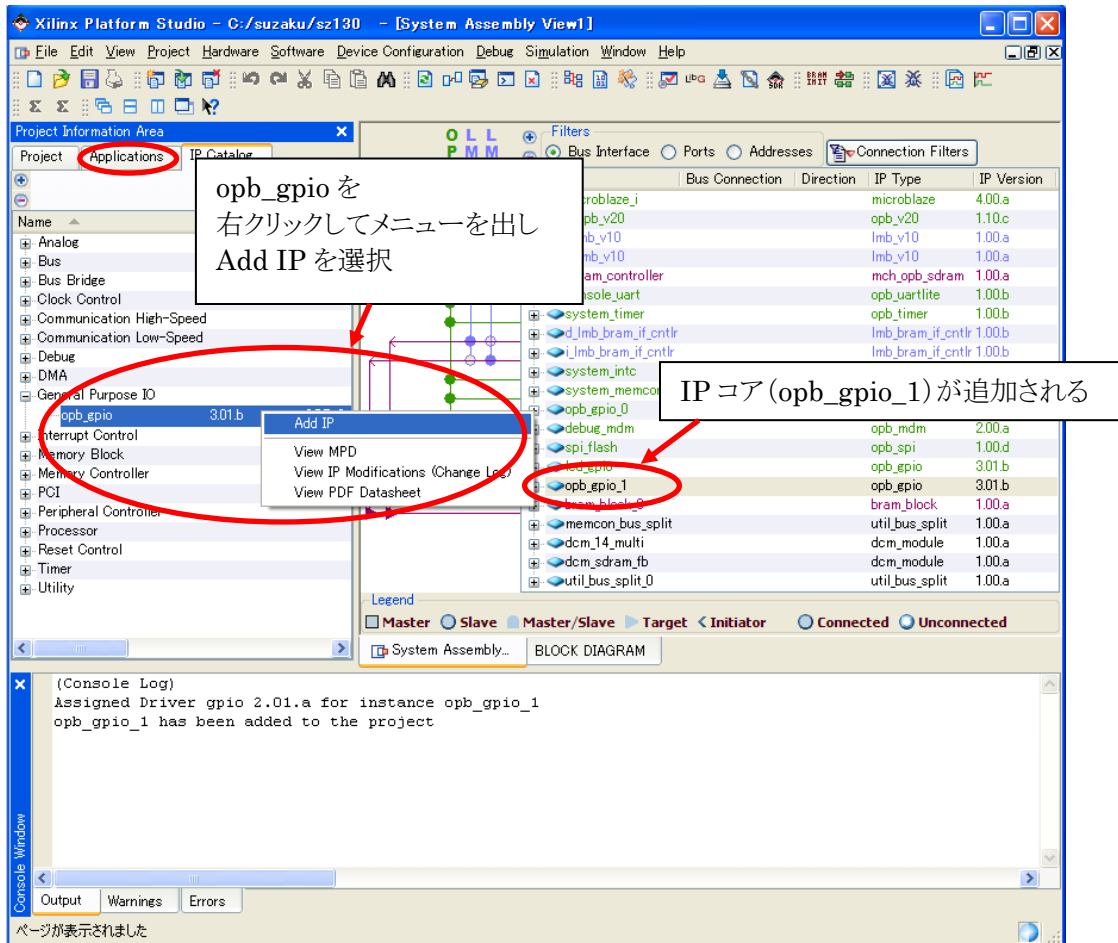 Xilinx Platform Studio - C:/suzaku/sz130 - [System Assembly View1]
File Edit View Project Hardware Software Device Configuration Debug Simulation Window Help
Project Information Area
Project Applications IP Catalog
Name
Analog
Bus
Bus Bridge
Clock Control
Communication High-Speed
Communication Low-Speed
Debug
DMA
General Purpose IO
opb_gpio 3.01.b
Interrupt Control
Memory Block
Memory Controller
PCI
Peripheral Controller
Processor
Reset Control
Timer
Utility
opb_gpio を
右クリックしてメニューを出し
Add IP を選択
Add IP
View MPD
View IP Modifications (Change Log)
View PDF Datasheet
O L L
P M M
Filters
Bus Interface Ports Addresses Connection Filters
Bus Connection Direction IP Type IP Version
microblaze 4.00.a
opb_v20 1.10.c
lmb_v10 1.00.a
lmb_v10 1.00.a
mch_opb_sdram 1.00.a
opb_uartlite 1.00.b
system_timer opb_timer 1.00.b
d_lmb_bram_if_cntlr lmb_bram_if_cntlr 1.00.b
i_lmb_bram_if_cntlr lmb_bram_if_cntlr 1.00.b
system_intc
system_memcon
opb_gpio_0
debug_mdm opb_mdm 2.00.a
spi_flash opb_spi 1.00.d
led_gpio opb_gpio 3.01.b
opb_gpio_1 opb_gpio 3.01.b
bram_block_0 bram_block 1.00.a
memcon_bus_split util_bus_split 1.00.a
dcm_14_multi dcm_module 1.00.a
dcm_sdram_fb dcm_module 1.00.a
util_bus_split_0 util_bus_split 1.00.a
IP コア(opb_gpio_1)が追加される
Legend
Master Slave Master/Slave Target Initiator Connected Unconnected
System Assembly... BLOCK DIAGRAM
(Console Log)
Assigned Driver gpio 2.01.a for instance opb_gpio_1
opb_gpio_1 has been added to the project
Console Window
Output Warnings Errors
ページが表示されました